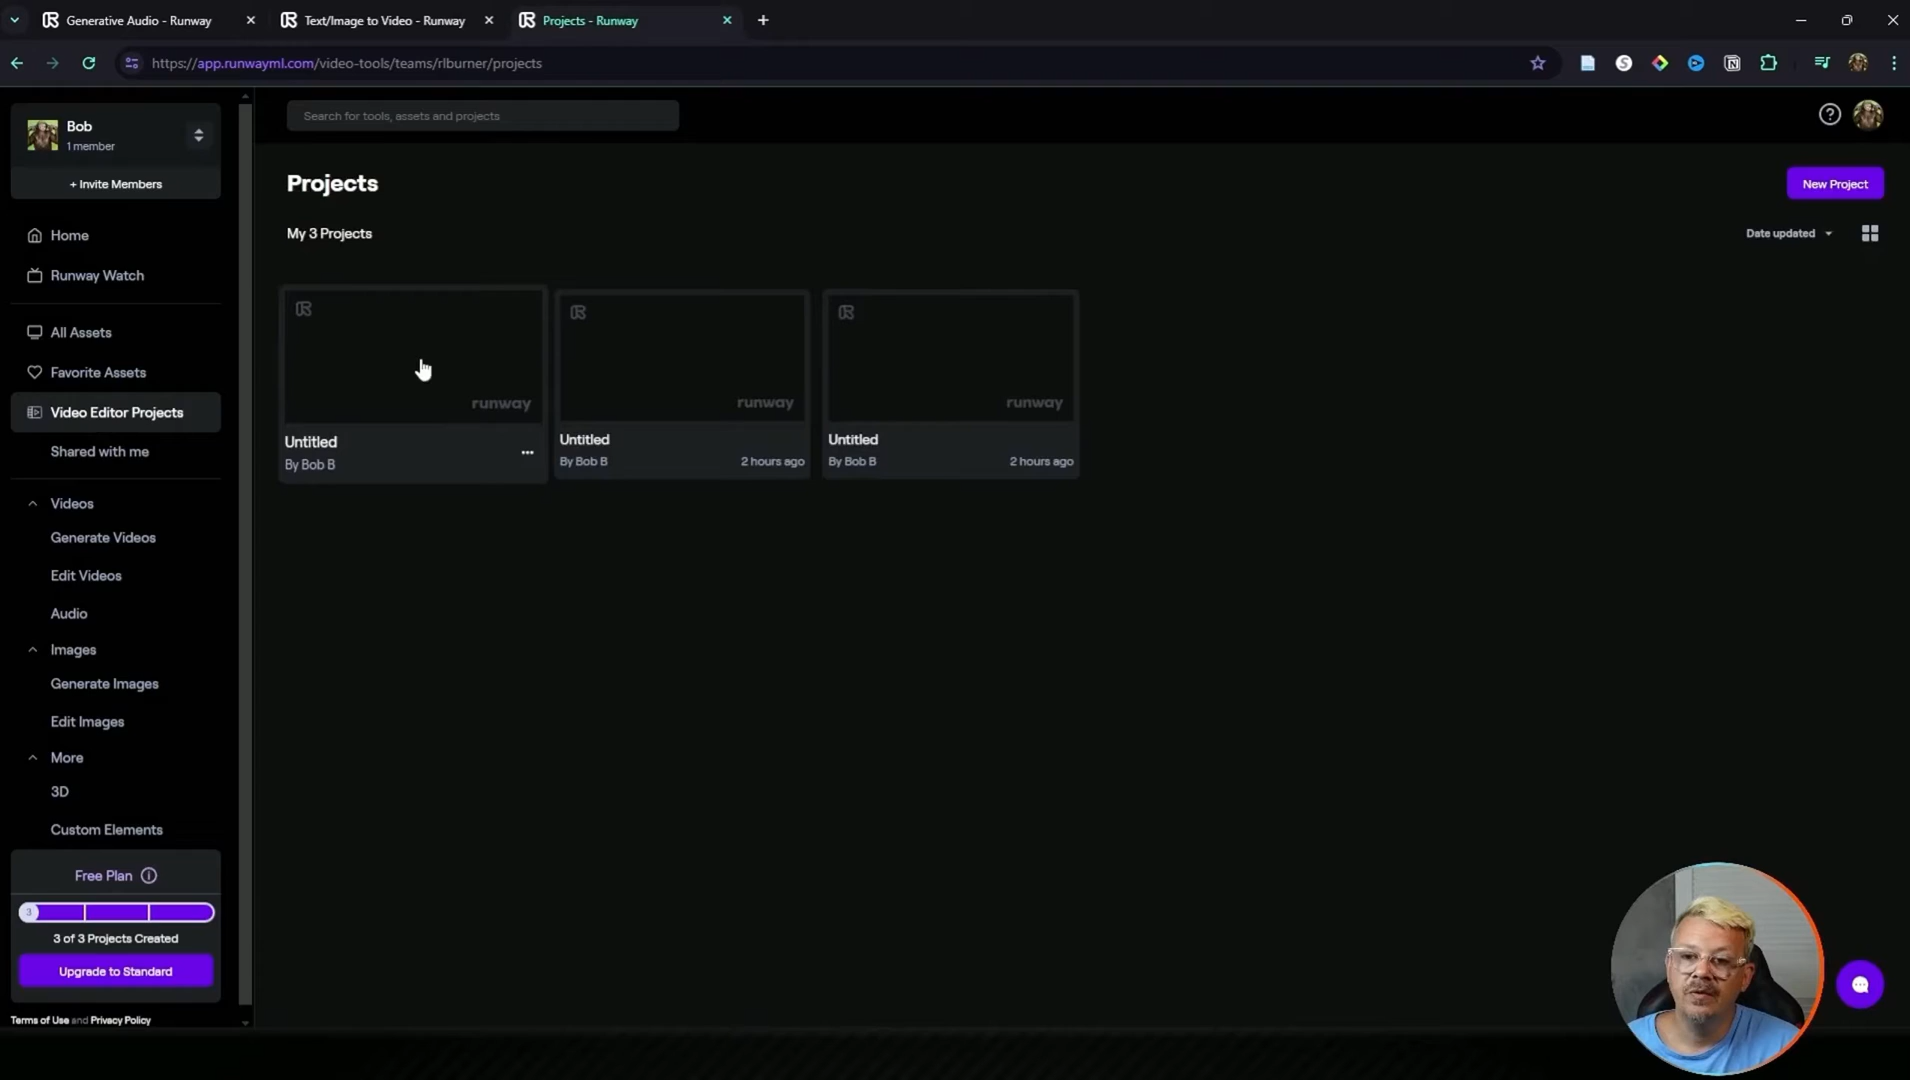 Generative Audio - Runway
Text/Image to Video - Runway
Projects - Runway
https://app.runwayml.com/video-tools/teams/rlburner/projects
Bob
1 member
+ Invite Members
Search for tools, assets and projects
Home
Runway Watch
All Assets
Favorite Assets
Video Editor Projects
Shared with me
Videos
Generate Videos
Edit Videos
Audio
Images
Generate Images
Edit Images
More
3D
Custom Elements
Free Plan
3
3 of 3 Projects Created
Upgrade to Standard
Terms of Use and Privacy Policy
Projects
New Project
My 3 Projects
Date updated
runway
Untitled
By Bob B
runway
Untitled
By Bob B
2 hours ago
runway
Untitled
By Bob B
2 hours ago